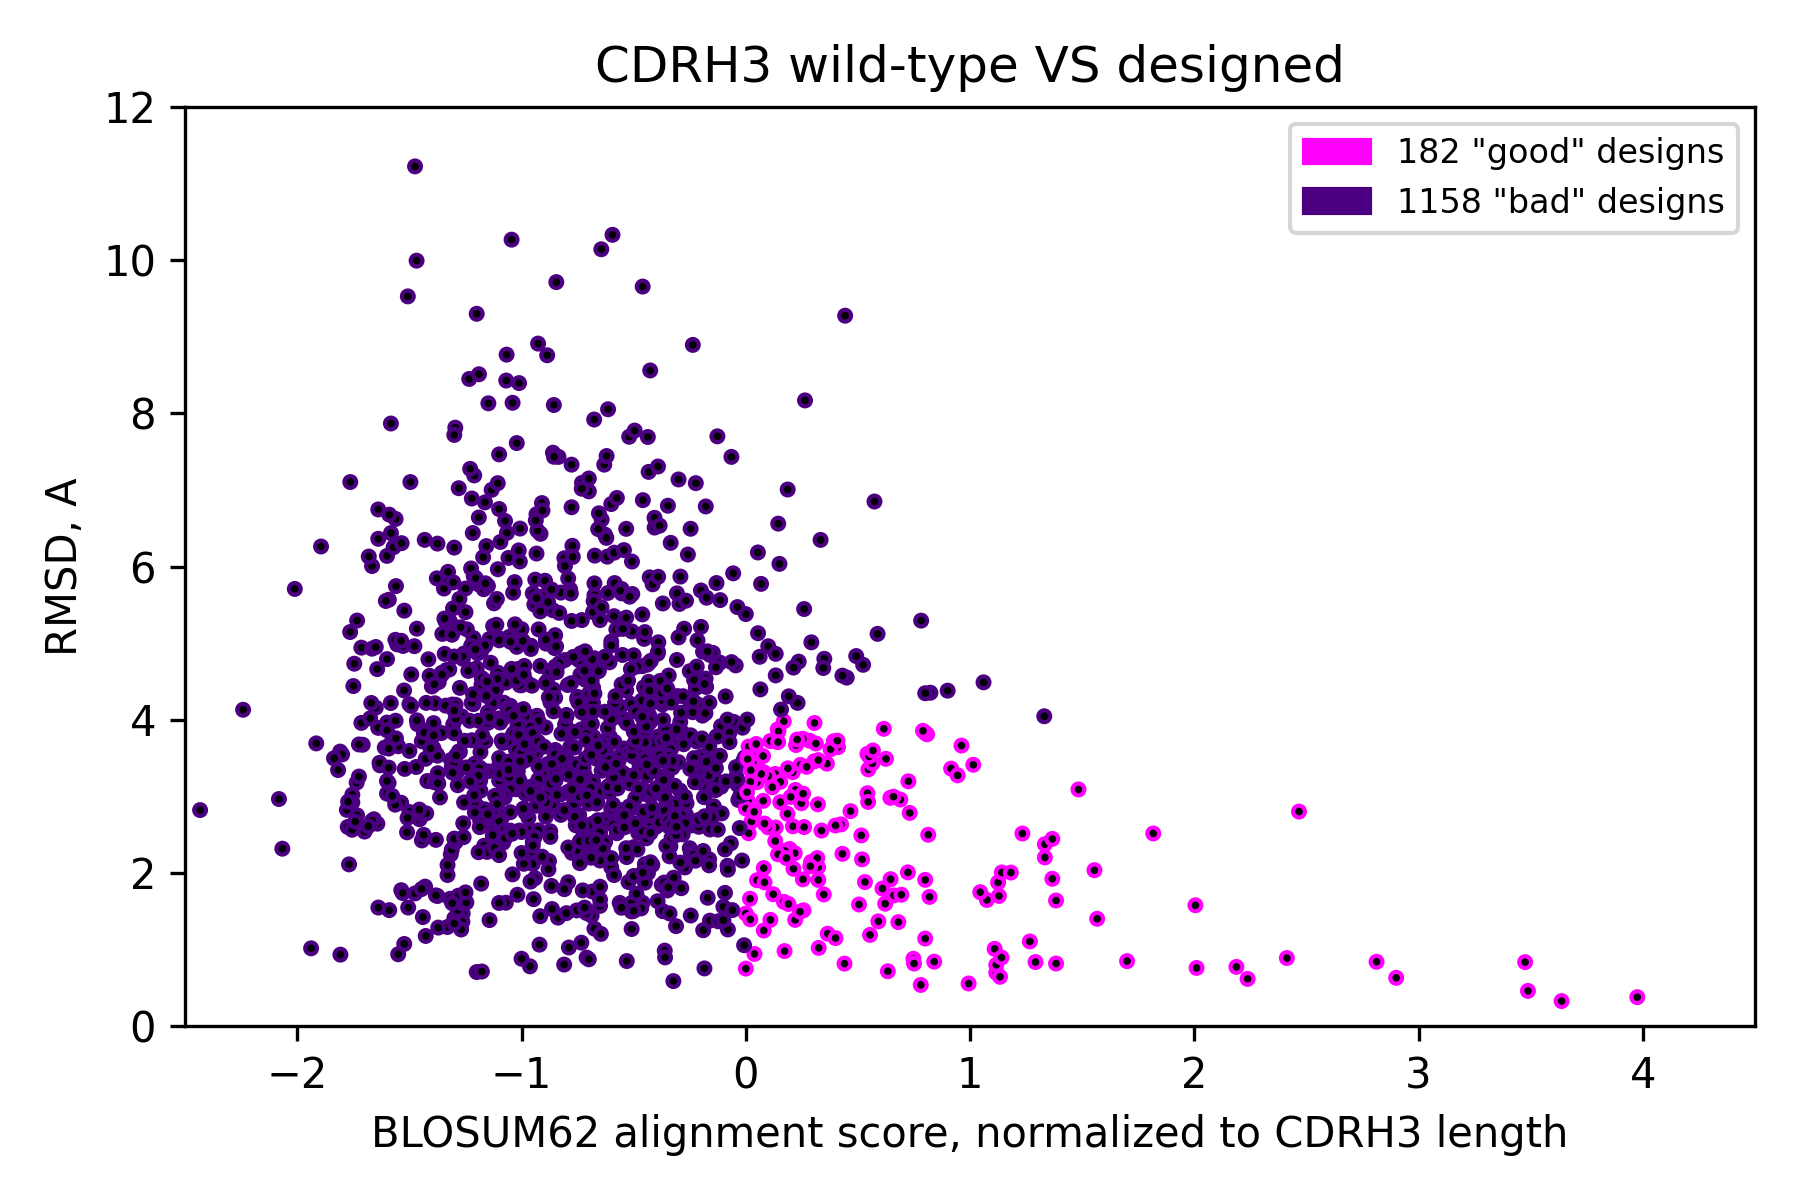 CDRH3 wild-type VS designed
182 "good" designs
1158 "bad" designs
RMSD, A
12
10
8
6
4
2
0
−2 −1 0 1 2 3 4
BLOSUM62 alignment score, normalized to CDRH3 length